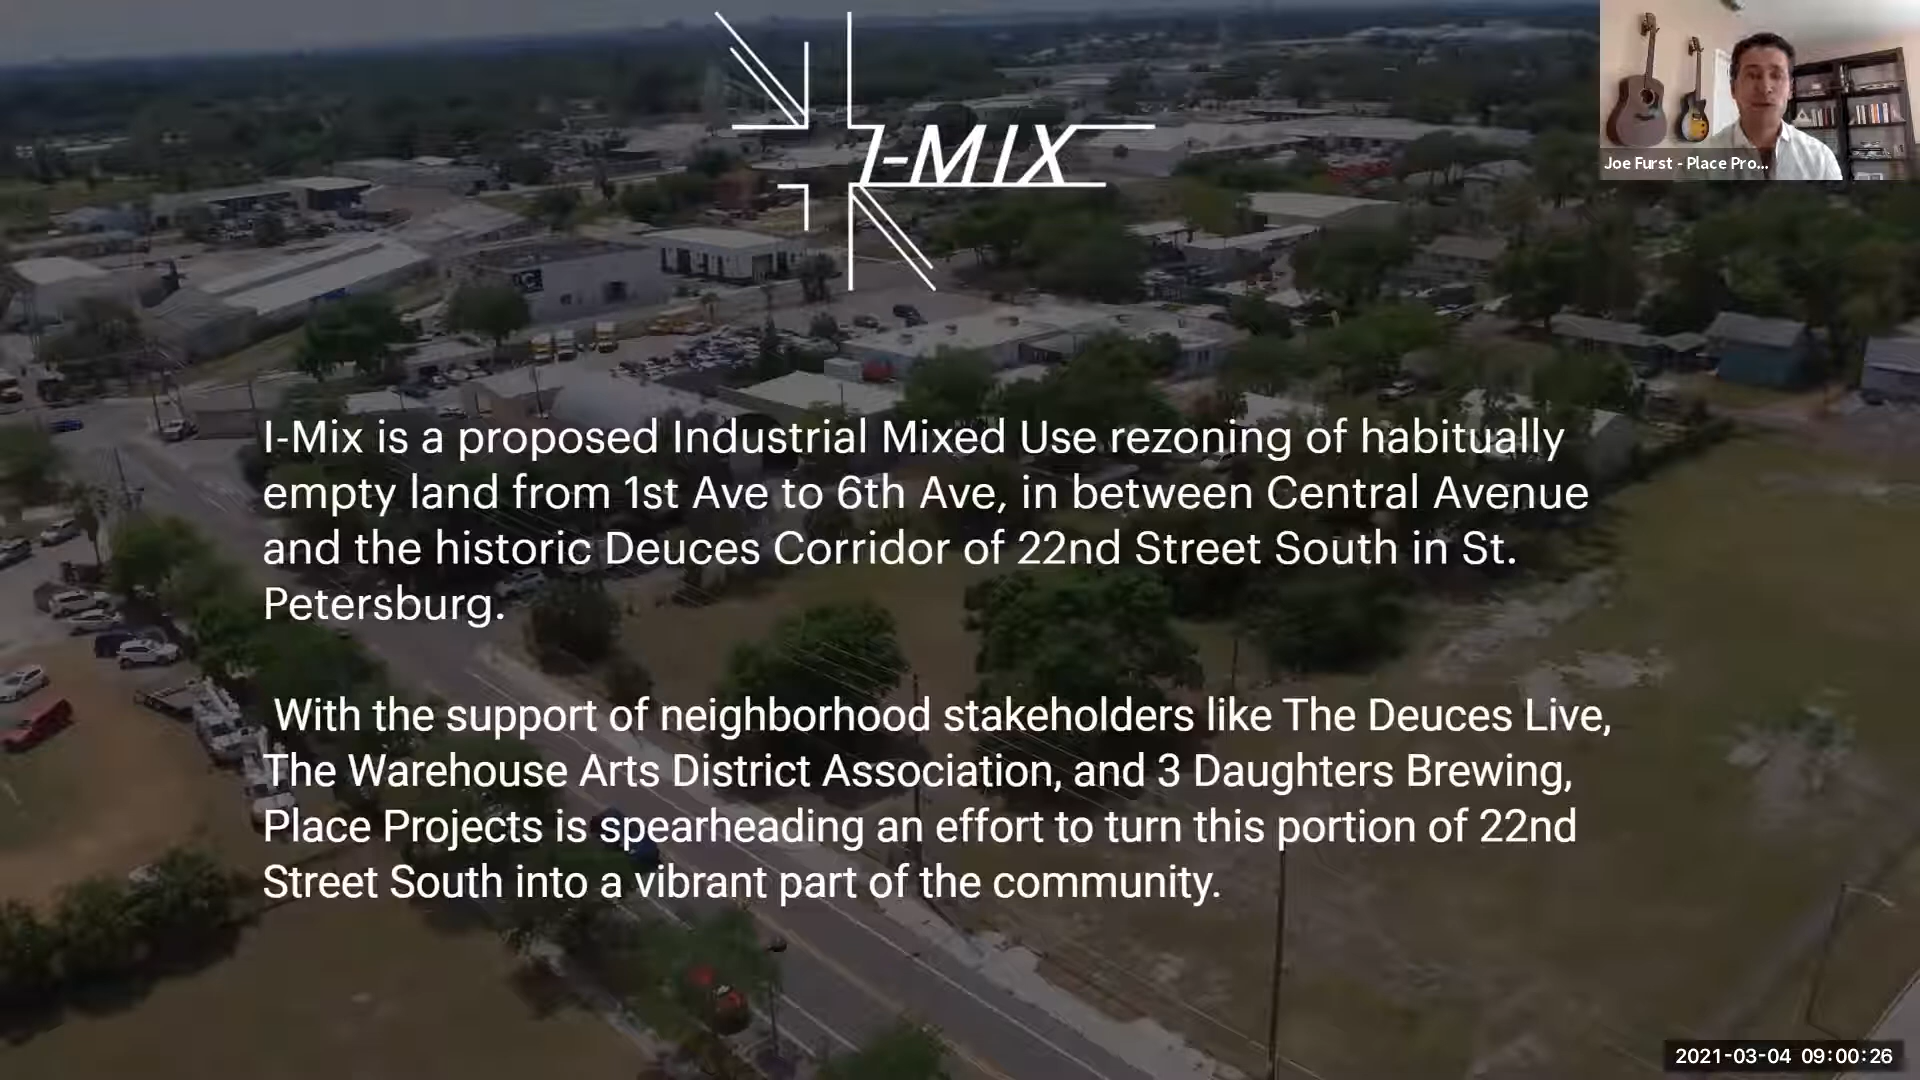 I-MIX
Joe Furst - Place Pro...
I-Mix is a proposed Industrial Mixed Use rezoning of habitually
empty land from 1st Ave to 6th Ave, in between Central Avenue
and the historic Deuces Corridor of 22nd Street South in St.
Petersburg.
With the support of neighborhood stakeholders like The Deuces Live,
The Warehouse Arts District Association, and 3 Daughters Brewing,
Place Projects is spearheading an effort to turn this portion of 22nd
Street South into a vibrant part of the community.
2021-03-04 09:00:26